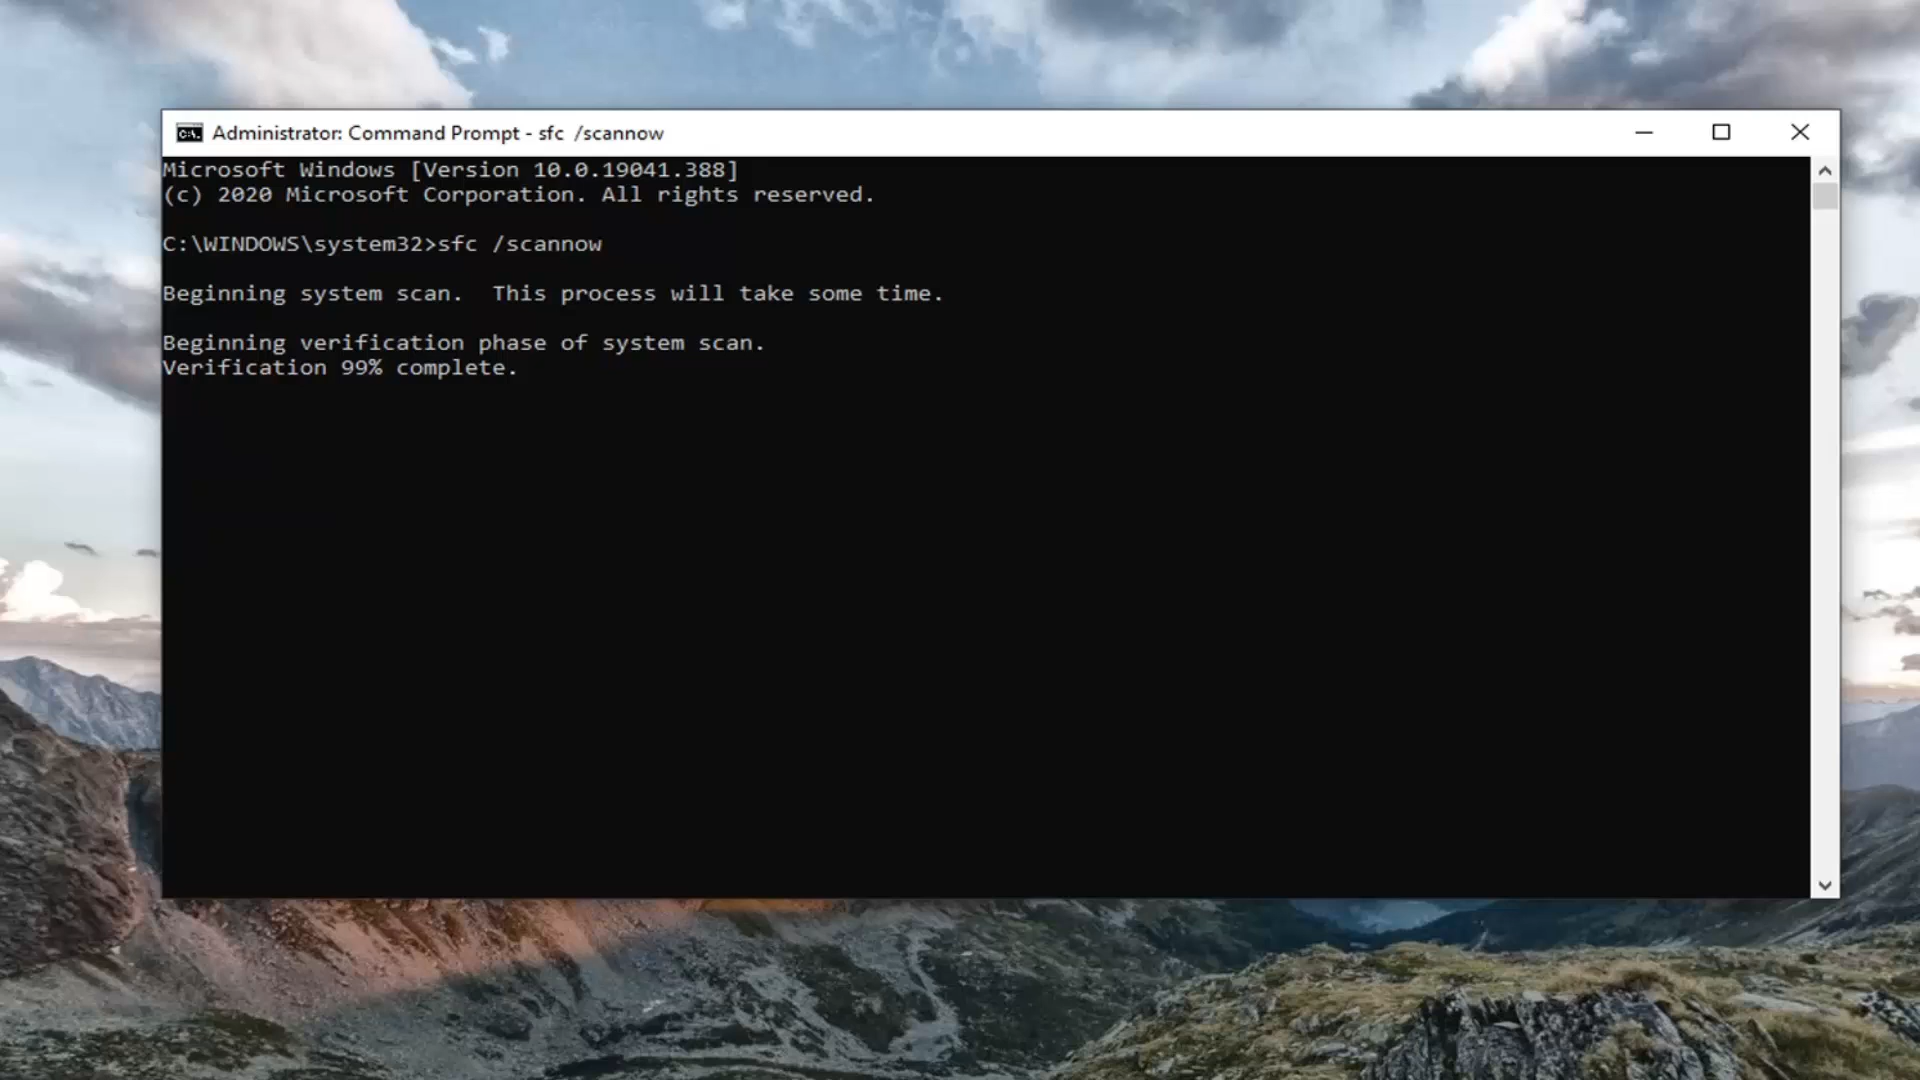 Administrator: Command Prompt - sfc /scannow
Microsoft Windows [Version 10.0.19041.388]
(c) 2020 Microsoft Corporation. All rights reserved.
C:\WINDOWS\system32>sfc /scannow
Beginning system scan.  This process will take some time.
Beginning verification phase of system scan.
Verification 99% complete.